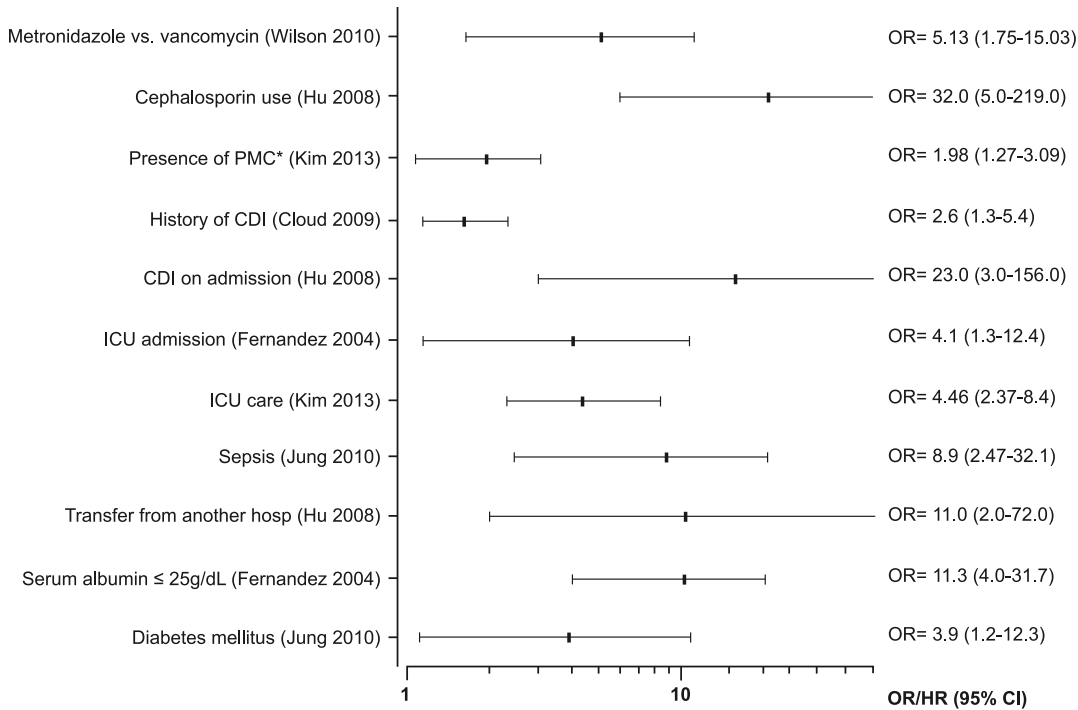 Metronidazole vs. vancomycin (Wilson 2010) OR= 5.13 (1.75-15.03)
Cephalosporin use (Hu 2008) OR= 32.0 (5.0-219.0)
Presence of PMC* (Kim 2013) OR= 1.98 (1.27-3.09)
History of CDI (Cloud 2009) OR= 2.6 (1.3-5.4)
CDI on admission (Hu 2008) OR= 23.0 (3.0-156.0)
ICU admission (Fernandez 2004) OR= 4.1 (1.3-12.4)
ICU care (Kim 2013) OR= 4.46 (2.37-8.4)
Sepsis (Jung 2010) OR= 8.9 (2.47-32.1)
Transfer from another hosp (Hu 2008) OR= 11.0 (2.0-72.0)
Serum albumin ≤ 25g/dL (Fernandez 2004) OR= 11.3 (4.0-31.7)
Diabetes mellitus (Jung 2010) OR= 3.9 (1.2-12.3)
1 10 OR/HR (95% CI)